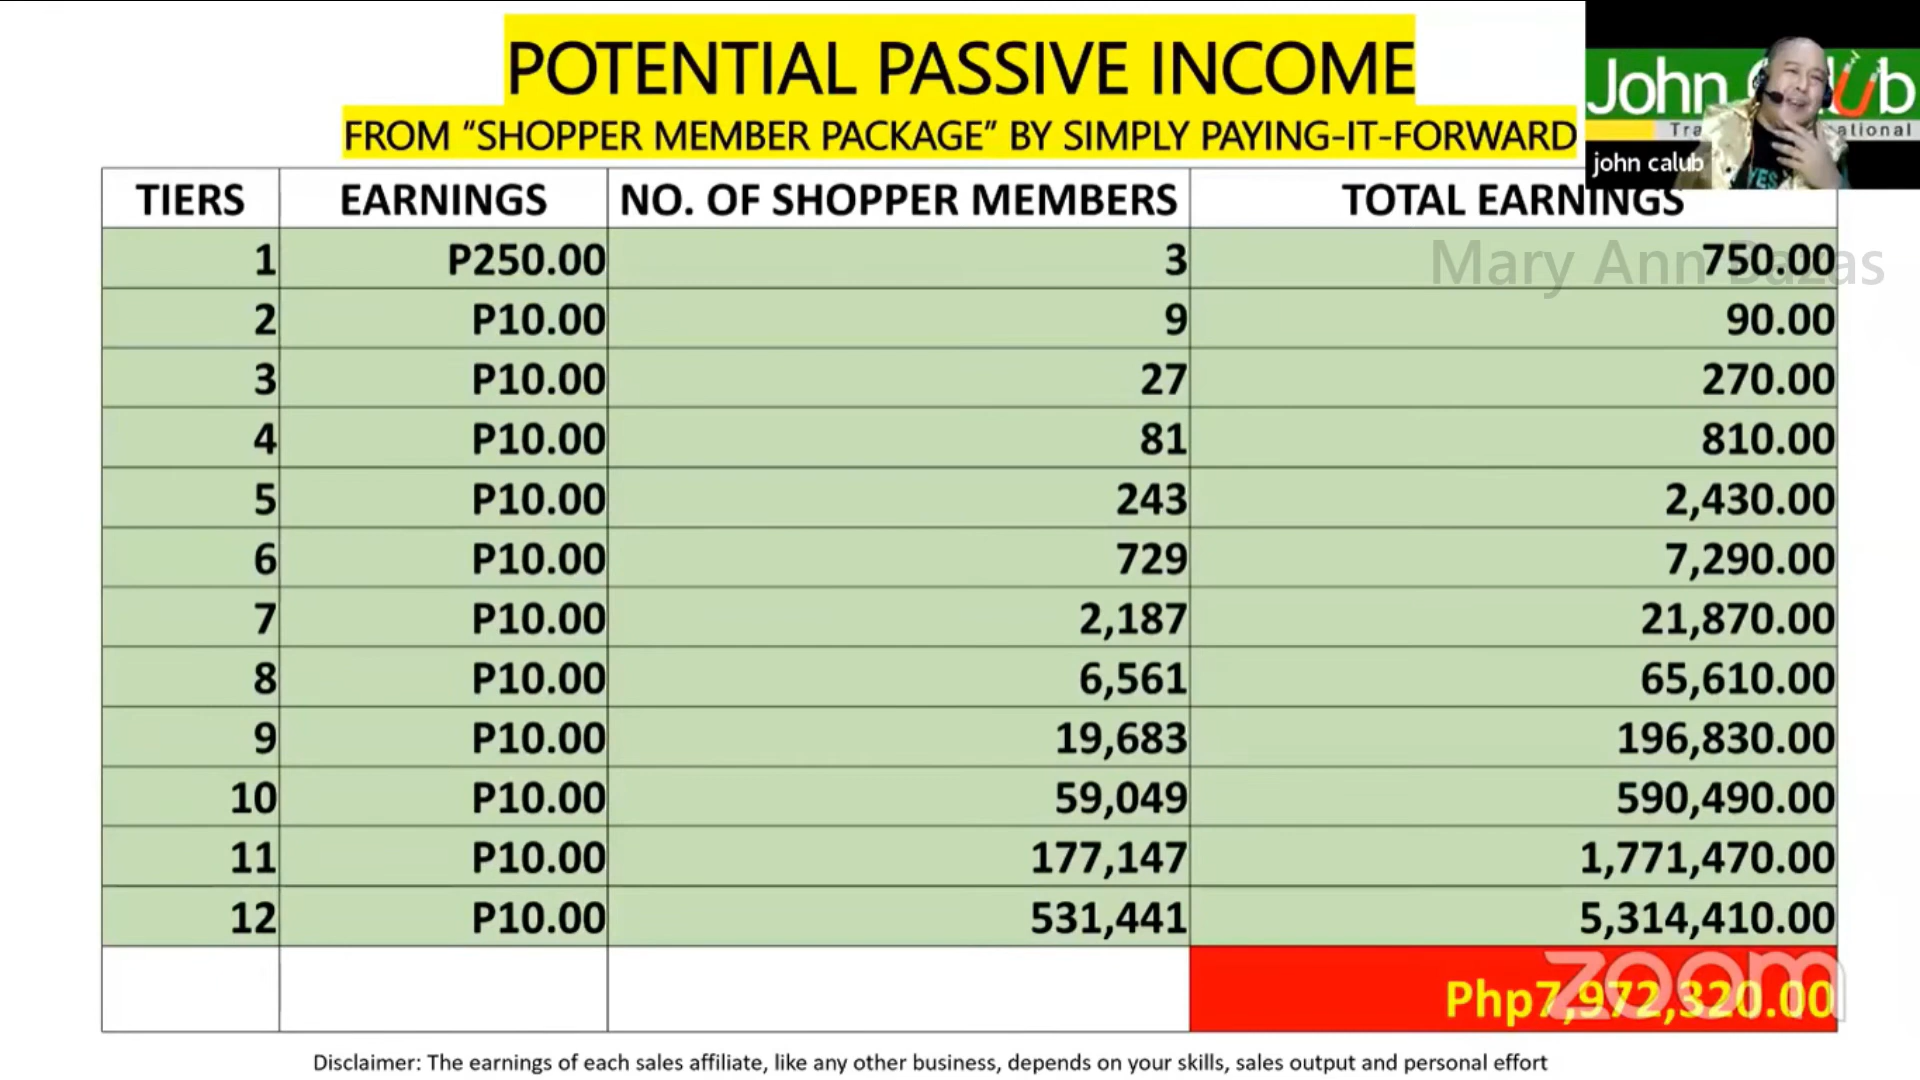 POTENTIAL PASSIVE INCOME
FROM “SHOPPER MEMBER PACKAGE” BY SIMPLY PAYING-IT-FORWARD
John Calub
john calub
YES
TIERS EARNINGS NO. OF SHOPPER MEMBERS TOTAL EARNINGS
Mary Ann Dazas
1 P250.00 3 750.00
2 P10.00 9 90.00
3 P10.00 27 270.00
4 P10.00 81 810.00
5 P10.00 243 2,430.00
6 P10.00 729 7,290.00
7 P10.00 2,187 21,870.00
8 P10.00 6,561 65,610.00
9 P10.00 19,683 196,830.00
10 P10.00 59,049 590,490.00
11 P10.00 177,147 1,771,470.00
12 P10.00 531,441 5,314,410.00
zoom
Php7,972,320.00
Disclaimer: The earnings of each sales affiliate, like any other business, depends on your skills, sales output and personal effort